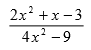 (2x² + x − 3)/(4x² − 9)